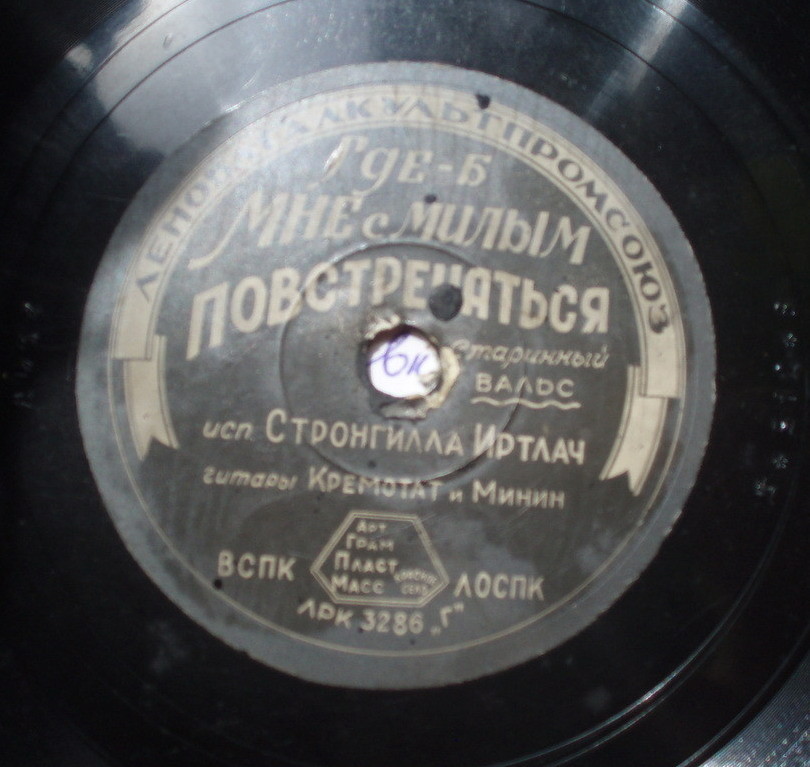 ЛЕНОБЛГАЛКУЛЬТПРОМСОЮЗ
ГДЕ-Б
МНЕ с МИЛЫМ
ПОВСТРЕЧАТЬСЯ
Старинный
ВАЛЬС
исп. СТРОНГИЛЛА ИРТЛАЧ
гитары КРЕМОТАТ и МИНИН
АРТ
ГРАМ
ПЛАСТ
МАСС
ВСПК
ЛОСПК
ЛРК 3286 „Г"